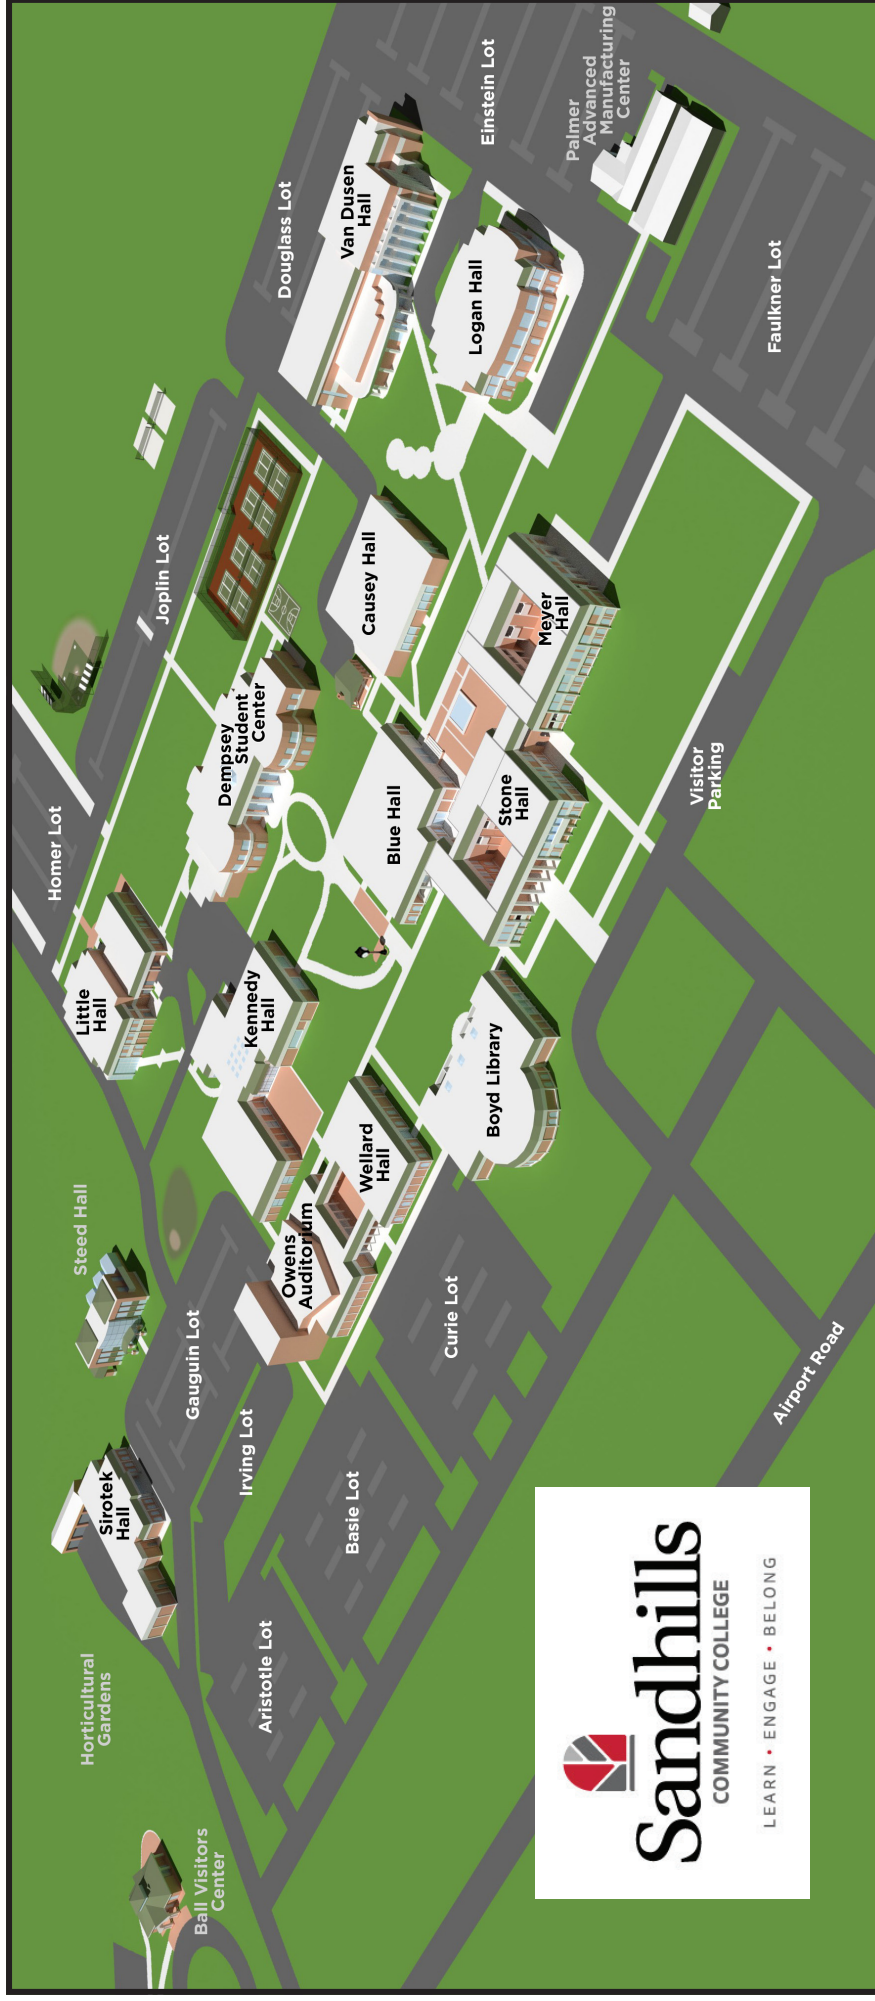 Homer Lot
Steed Hall
Little
Hall
Horticultural
Gardens
Sirotek
Hall
Joplin Lot
Gauguin Lot
Ball Visitors
Center
Dempsey
Student
Center
Irving Lot
Kennedy
Hall
Aristotle Lot
Douglass Lot
Owens
Auditorium
Basie Lot
Van Dusen
Hall
Causey Hall
Wellard
Hall
Blue Hall
Curie Lot
Logan Hall
Einstein Lot
Boyd Library
Stone
Hall
Meyer
Hall
Palmer
Advanced
Manufacturing
Center
Visitor
Parking
Faulkner Lot
Airport Road
Sandhills
COMMUNITY COLLEGE
LEARN • ENGAGE • BELONG